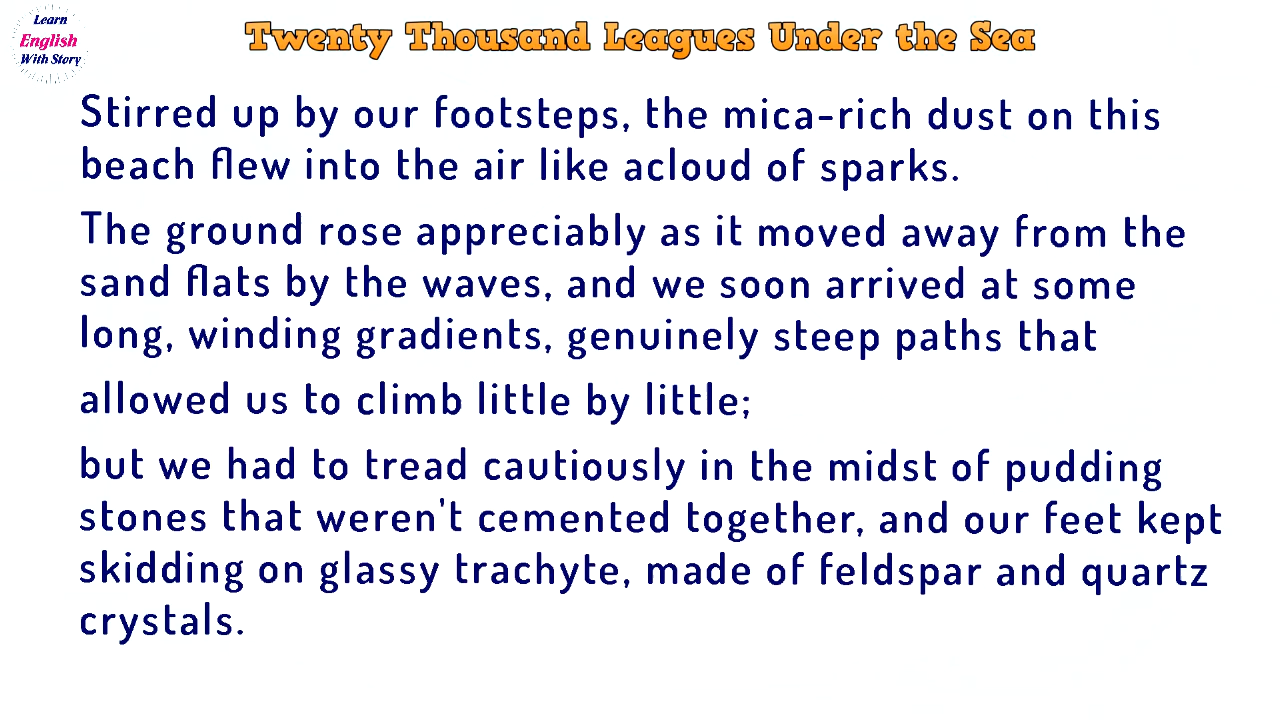 Learn
English
With Story
Twenty Thousand Leagues Under the Sea
Stirred up by our footsteps, the mica-rich dust on this
beach flew into the air like acloud of sparks.
The ground rose appreciably as it moved away from the
sand flats by the waves, and we soon arrived at some
long, winding gradients, genuinely steep paths that
allowed us to climb little by little;
but we had to tread cautiously in the midst of pudding
stones that weren't cemented together, and our feet kept
skidding on glassy trachyte, made of feldspar and quartz
crystals.